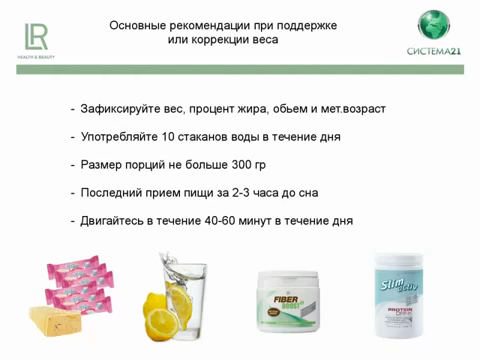 Основные рекомендации при поддержке
или коррекции веса
LR
HEALTH & BEAUTY
СИСТЕМА21
- Зафиксируйте вес, процент жира, обьем и мет.возраст
- Употребляйте 10 стаканов воды в течение дня
- Размер порций не больше 300 гр
- Последний прием пищи за 2-3 часа до сна
- Двигайтесь в течение 40-60 минут в течение дня
FIBER
BOOST
Slim
activ
PROTEIN
DRINK